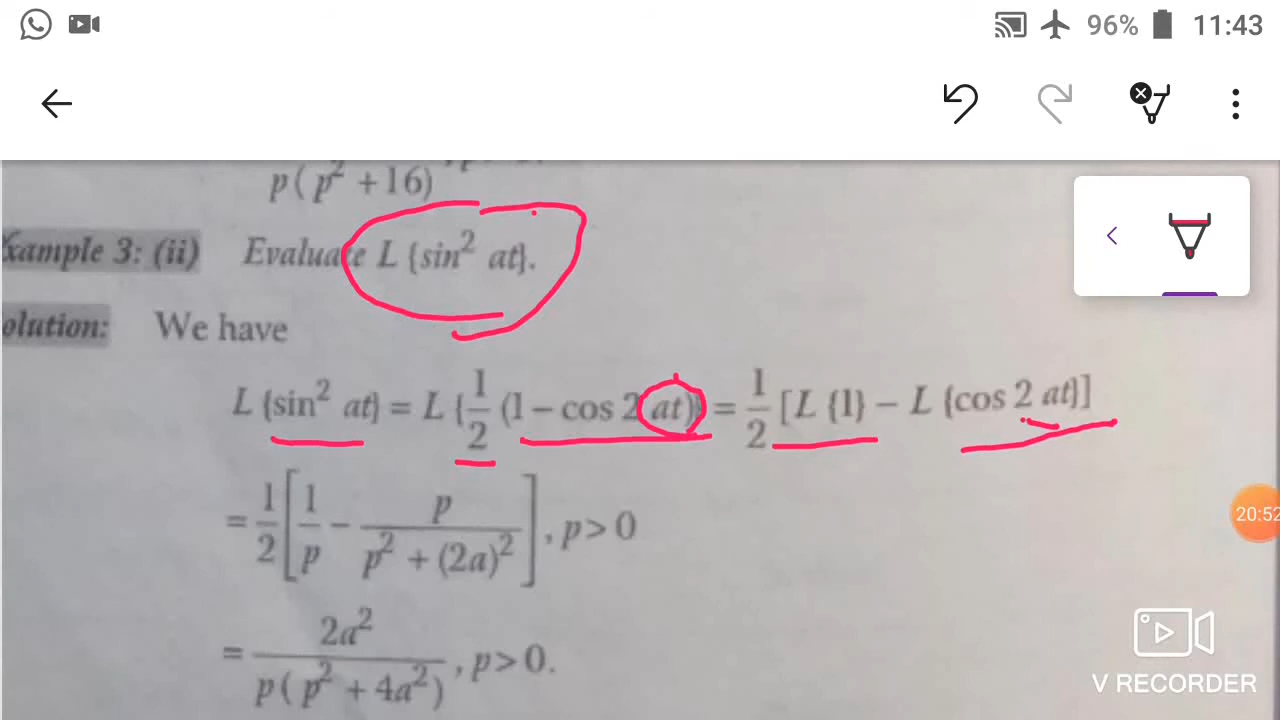 96% 11:43
p(p² + 16)
xample 3: (ii) Evaluate L {sin² at}.
olution: We have
L {sin² at} = L {1/2 (1 − cos 2 at)} = 1/2 [L {1} − L {cos 2 at}]
= 1/2 [1/p − p/(p² + (2a)²)], p > 0
20:52
= 2a²/(p(p² + 4a²)), p > 0.
V RECORDER